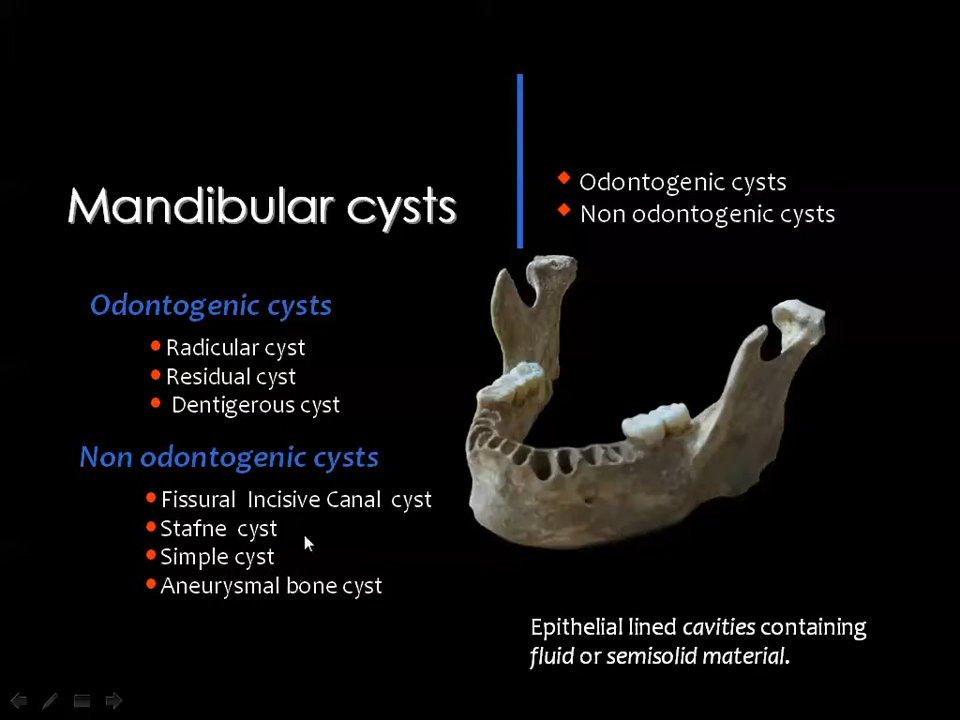 Mandibular cysts
Odontogenic cysts
Non odontogenic cysts
Odontogenic cysts
Radicular cyst
Residual cyst
Dentigerous cyst
Non odontogenic cysts
Fissural Incisive Canal cyst
Stafne cyst
Simple cyst
Aneurysmal bone cyst
Epithelial lined cavities containing
fluid or semisolid material.